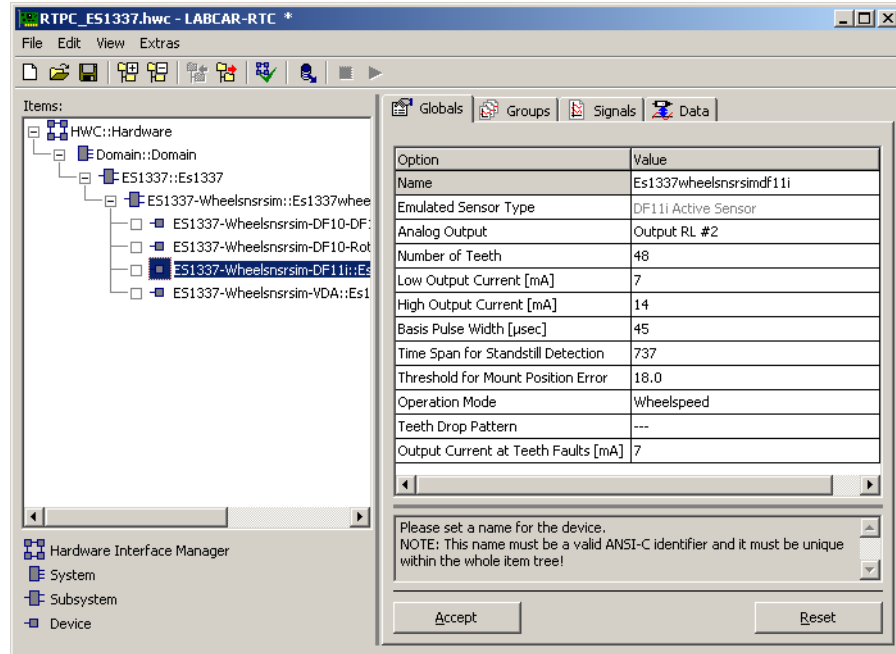 RTPC_ES1337.hwc - LABCAR-RTC *
File Edit View Extras
Items:
HWC::Hardware
Domain::Domain
ES1337::Es1337
ES1337-Wheelsnsrsim::Es1337whee
ES1337-Wheelsnsrsim-DF10-DF1
ES1337-Wheelsnsrsim-DF10-Rot
ES1337-Wheelsnsrsim-DF11i::Es
ES1337-Wheelsnsrsim-VDA::Es1
Hardware Interface Manager
System
Subsystem
Device
Globals Groups Signals Data
Option Value
Name Es1337wheelsnsrsimdf11i
Emulated Sensor Type DF11i Active Sensor
Analog Output Output RL #2
Number of Teeth 48
Low Output Current [mA] 7
High Output Current [mA] 14
Basis Pulse Width [µsec] 45
Time Span for Standstill Detection 737
Threshold for Mount Position Error 18.0
Operation Mode Wheelspeed
Teeth Drop Pattern ---
Output Current at Teeth Faults [mA] 7
Please set a name for the device.
NOTE: This name must be a valid ANSI-C identifier and it must be unique
within the whole item tree!
Accept Reset